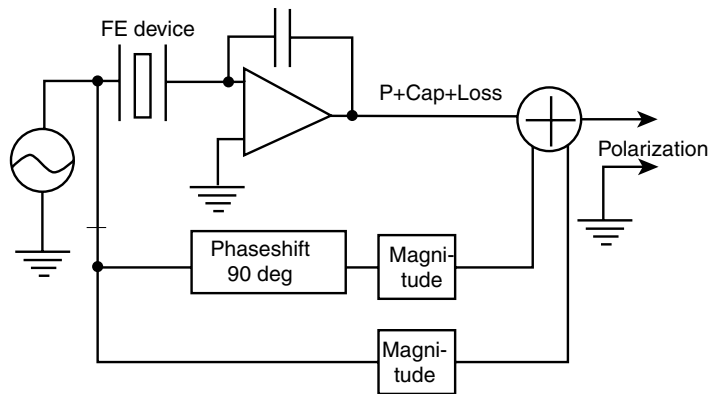 FE device
P+Cap+Loss
Polarization
Phaseshift
90 deg
Magni-
tude
Magni-
tude